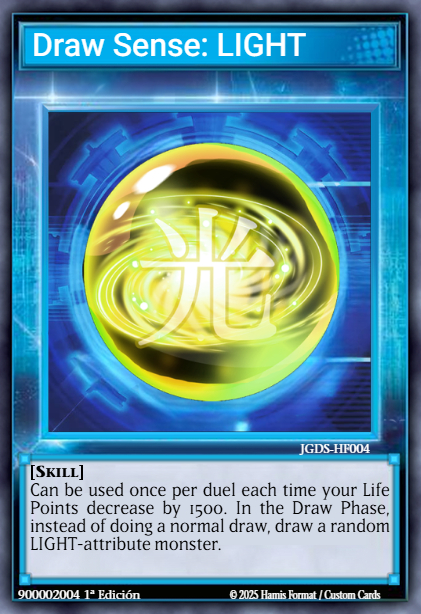 Draw Sense: LIGHT
光
JGDS-HF004
[SKILL]
Can be used once per duel each time your Life
Points decrease by 1500. In the Draw Phase,
instead of doing a normal draw, draw a random
LIGHT-attribute monster.
900002004 1ª Edición
© 2025 Hamis Format / Custom Cards